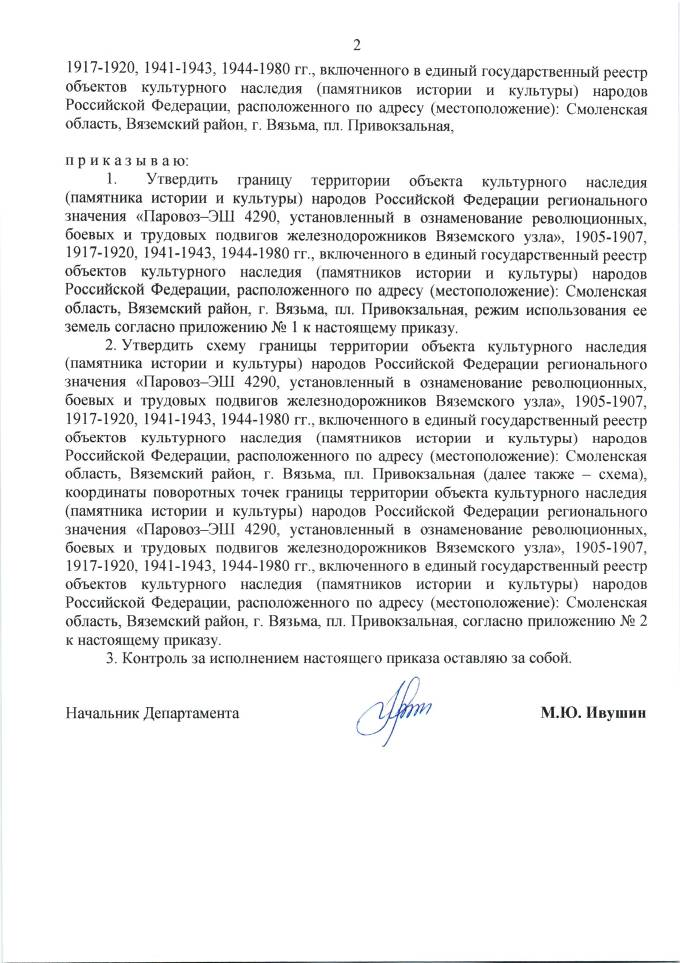 2
1917-1920, 1941-1943, 1944-1980 гг., включенного в единый государственный реестр
объектов культурного наследия (памятников истории и культуры) народов
Российской Федерации, расположенного по адресу (местоположение): Смоленская
область, Вяземский район, г. Вязьма, пл. Привокзальная,
п р и к а з ы в а ю:
1. Утвердить границу территории объекта культурного наследия
(памятника истории и культуры) народов Российской Федерации регионального
значения «Паровоз–ЭШ 4290, установленный в ознаменование революционных,
боевых и трудовых подвигов железнодорожников Вяземского узла», 1905-1907,
1917-1920, 1941-1943, 1944-1980 гг., включенного в единый государственный реестр
объектов культурного наследия (памятников истории и культуры) народов
Российской Федерации, расположенного по адресу (местоположение): Смоленская
область, Вяземский район, г. Вязьма, пл. Привокзальная, режим использования ее
земель согласно приложению № 1 к настоящему приказу.
2. Утвердить схему границы территории объекта культурного наследия
(памятника истории и культуры) народов Российской Федерации регионального
значения «Паровоз–ЭШ 4290, установленный в ознаменование революционных,
боевых и трудовых подвигов железнодорожников Вяземского узла», 1905-1907,
1917-1920, 1941-1943, 1944-1980 гг., включенного в единый государственный реестр
объектов культурного наследия (памятников истории и культуры) народов
Российской Федерации, расположенного по адресу (местоположение): Смоленская
область, Вяземский район, г. Вязьма, пл. Привокзальная (далее также – схема),
координаты поворотных точек границы территории объекта культурного наследия
(памятника истории и культуры) народов Российской Федерации регионального
значения «Паровоз–ЭШ 4290, установленный в ознаменование революционных,
боевых и трудовых подвигов железнодорожников Вяземского узла», 1905-1907,
1917-1920, 1941-1943, 1944-1980 гг., включенного в единый государственный реестр
объектов культурного наследия (памятников истории и культуры) народов
Российской Федерации, расположенного по адресу (местоположение): Смоленская
область, Вяземский район, г. Вязьма, пл. Привокзальная, согласно приложению № 2
к настоящему приказу.
3. Контроль за исполнением настоящего приказа оставляю за собой.
Начальник Департамента М.Ю. Ивушин